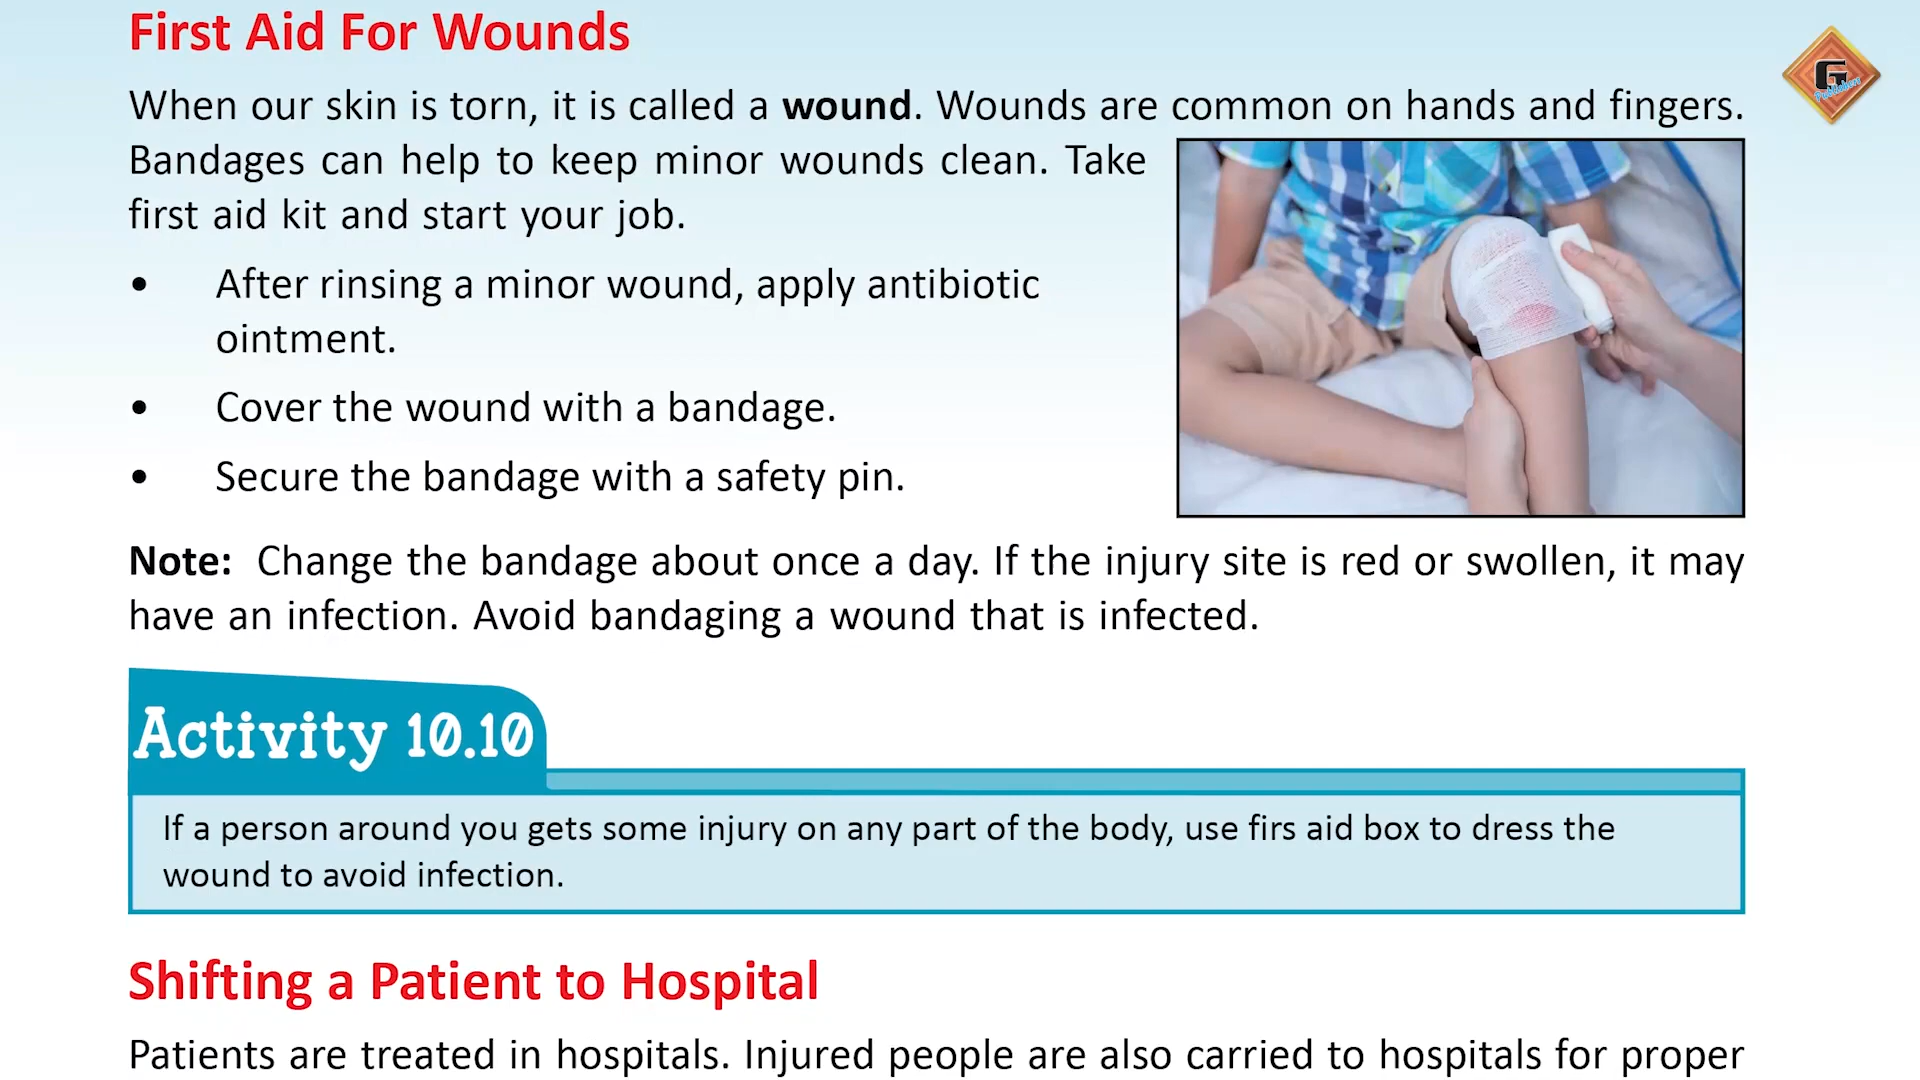 First Aid For Wounds
G
Publishers
When our skin is torn, it is called a wound. Wounds are common on hands and fingers.
Bandages can help to keep minor wounds clean. Take
first aid kit and start your job.
• After rinsing a minor wound, apply antibiotic
ointment.
• Cover the wound with a bandage.
• Secure the bandage with a safety pin.
Note: Change the bandage about once a day. If the injury site is red or swollen, it may
have an infection. Avoid bandaging a wound that is infected.
Activity 10.10
If a person around you gets some injury on any part of the body, use firs aid box to dress the
wound to avoid infection.
Shifting a Patient to Hospital
Patients are treated in hospitals. Injured people are also carried to hospitals for proper